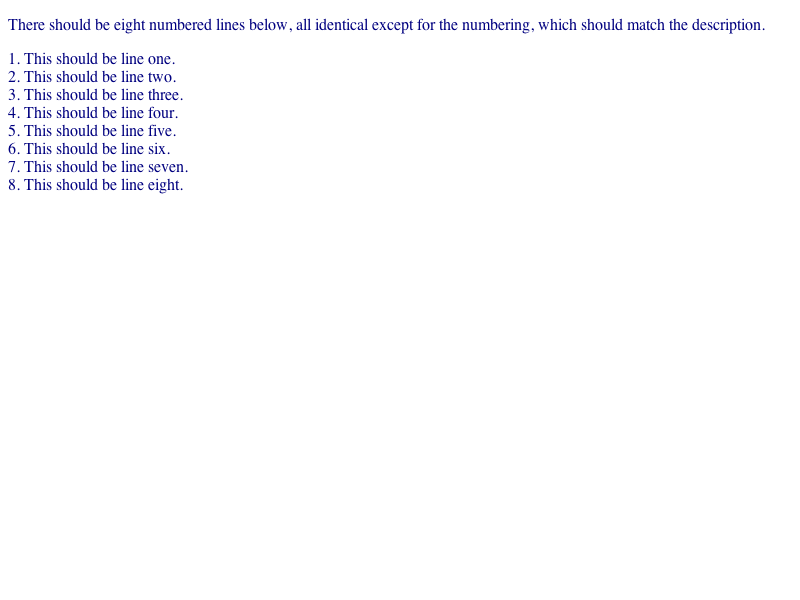 There should be eight numbered lines below, all identical except for the numbering, which should match the description.
1. This should be line one.
2. This should be line two.
3. This should be line three.
4. This should be line four.
5. This should be line five.
6. This should be line six.
7. This should be line seven.
8. This should be line eight.